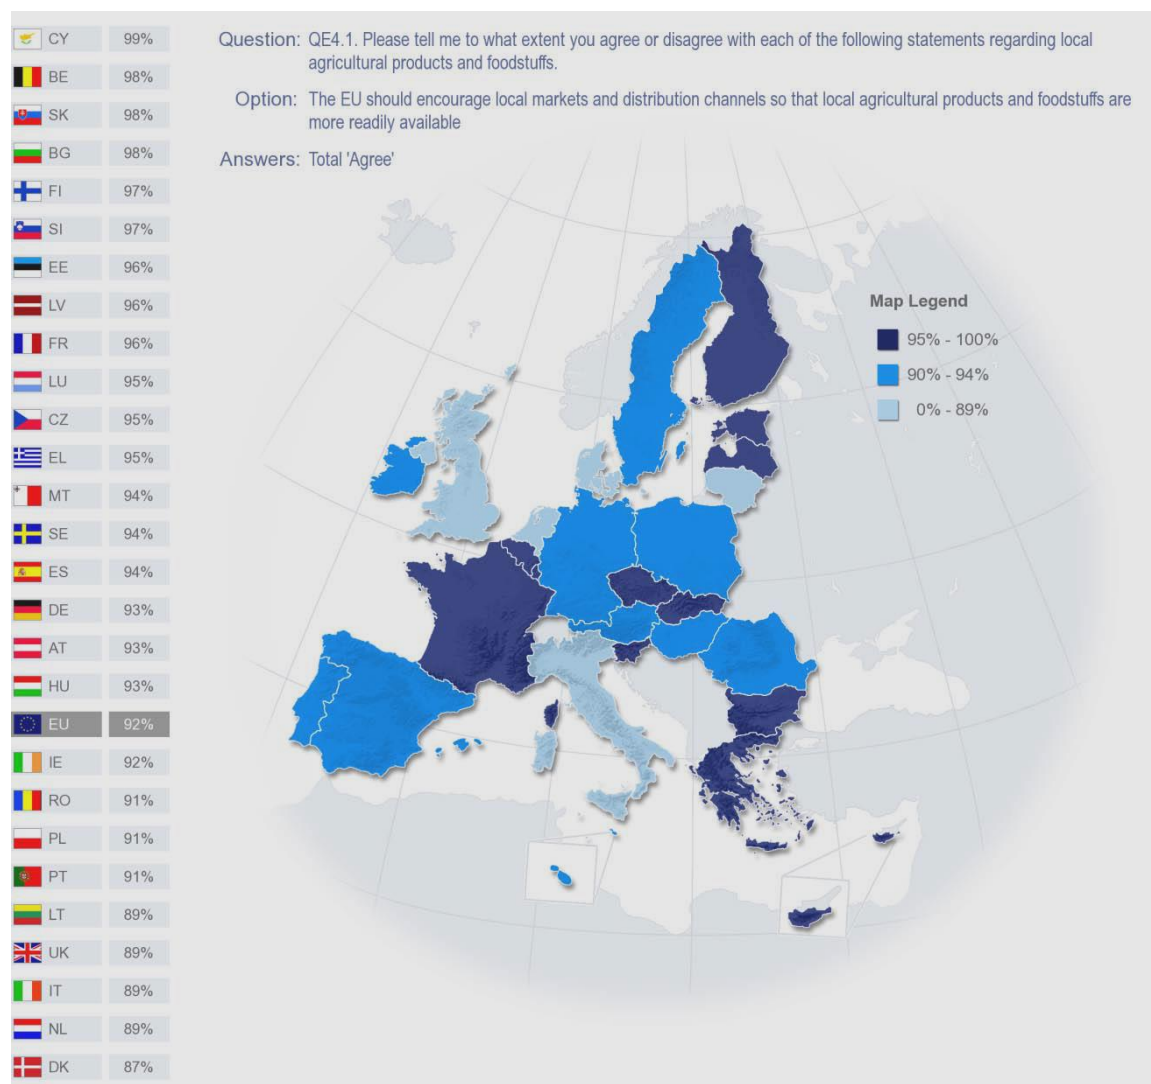 CY 99%
BE 98%
SK 98%
BG 98%
FI 97%
SI 97%
EE 96%
LV 96%
FR 96%
LU 95%
CZ 95%
EL 95%
MT 94%
SE 94%
ES 94%
DE 93%
AT 93%
HU 93%
EU 92%
IE 92%
RO 91%
PL 91%
PT 91%
LT 89%
UK 89%
IT 89%
NL 89%
DK 87%
Question: QE4.1. Please tell me to what extent you agree or disagree with each of the following statements regarding local
agricultural products and foodstuffs.
Option: The EU should encourage local markets and distribution channels so that local agricultural products and foodstuffs are
more readily available
Answers: Total 'Agree'
Map Legend
95% - 100%
90% - 94%
0% - 89%